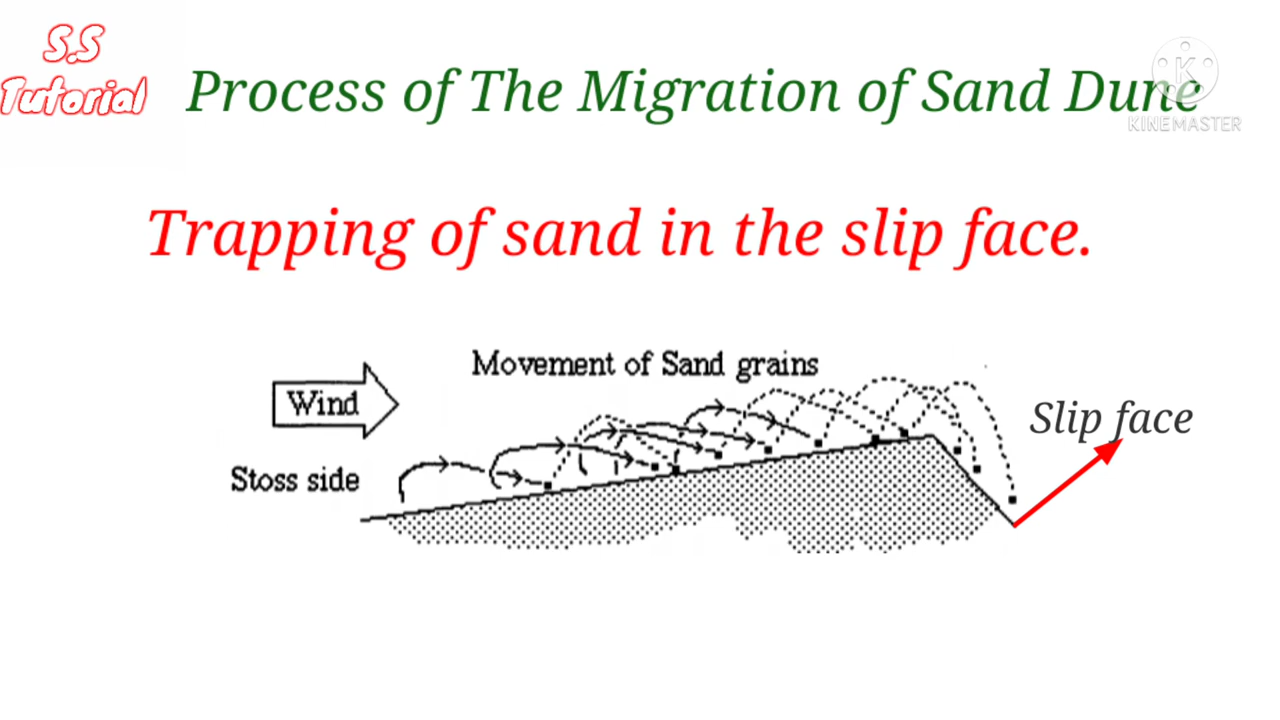 S.S
Tutorial
Process of The Migration of Sand Dune
KINEMASTER
Trapping of sand in the slip face.
Movement of Sand grains
Wind
Slip face
Stoss side